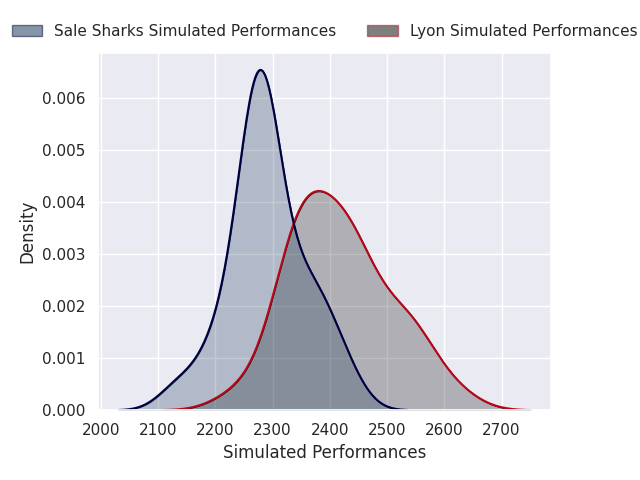 Sale Sharks Simulated Performances
Lyon Simulated Performances
0.006
0.005
0.004
0.003
0.002
0.001
0.000
Density
2000 2100 2200 2300 2400 2500 2600 2700
Simulated Performances